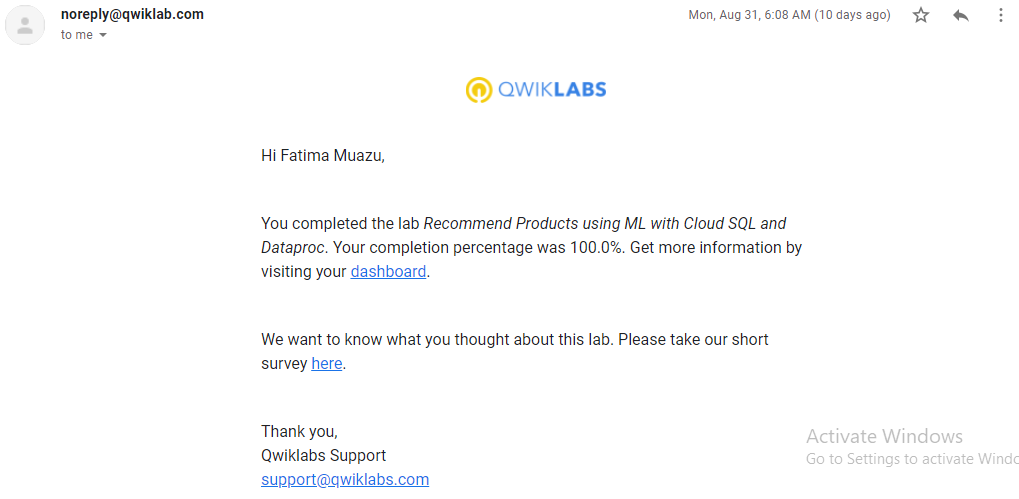 noreply@qwiklab.com
Mon, Aug 31, 6:08 AM (10 days ago)
to me
QWIKLABS
Hi Fatima Muazu,
You completed the lab Recommend Products using ML with Cloud SQL and
Dataproc. Your completion percentage was 100.0%. Get more information by
visiting your dashboard.
We want to know what you thought about this lab. Please take our short
survey here.
Thank you,
Qwiklabs Support
support@qwiklabs.com
Activate Windows
Go to Settings to activate Windo